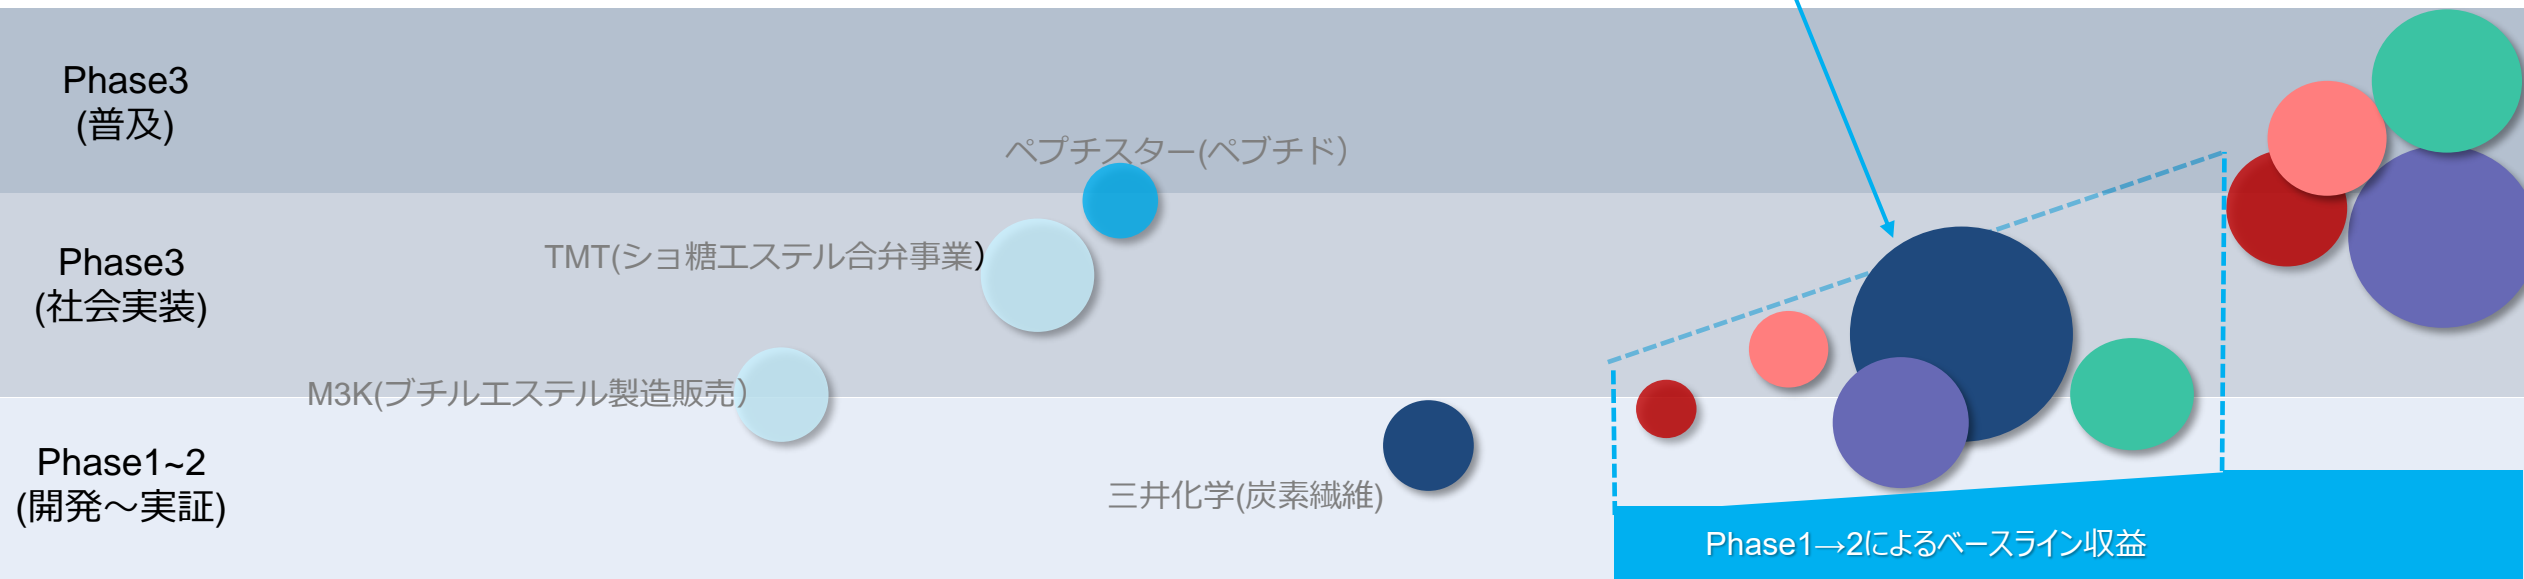 Phase3
(普及)
ペプチスター(ペブチド）
TMT(ショ糖エステル合弁事業）
Phase3
(社会実装)
M3K(ブチルエステル製造販売）
Phase1~2
(開発～実証)
三井化学(炭素繊維)
Phase1→2によるベースライン収益